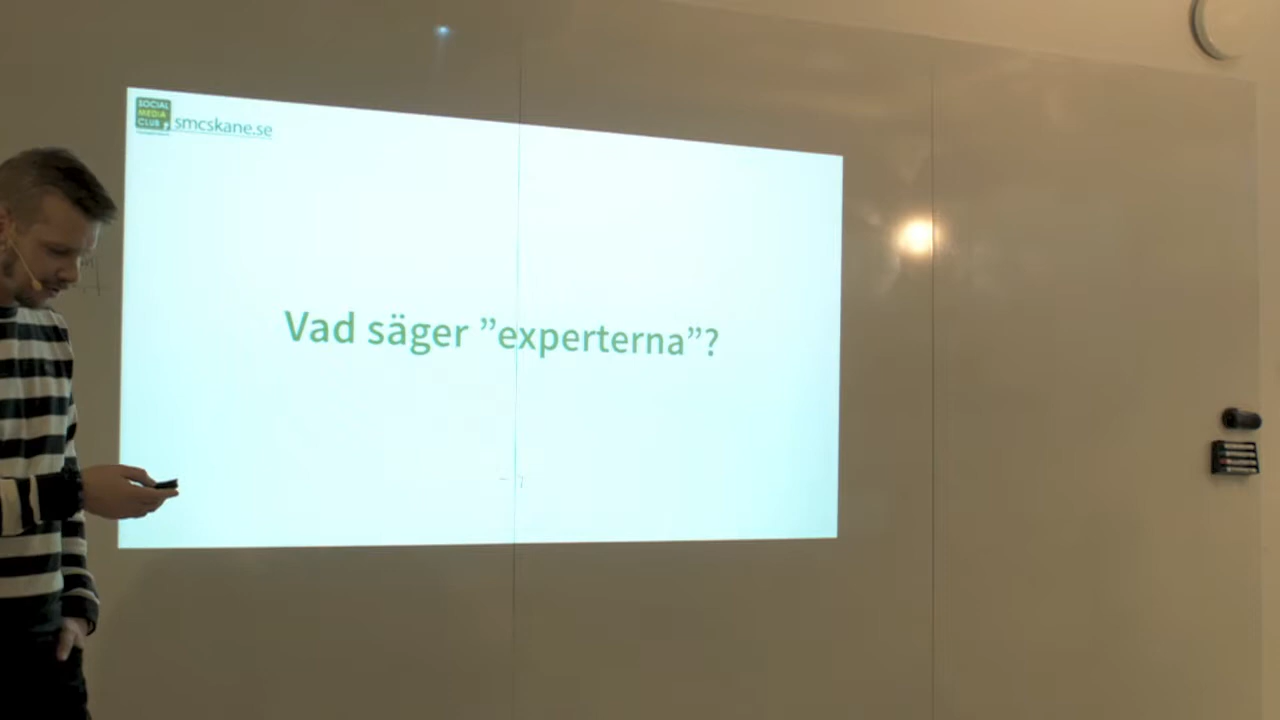 SOCIAL
MEDIA
CLUB
smcskane.se
Vad säger ”experterna”?